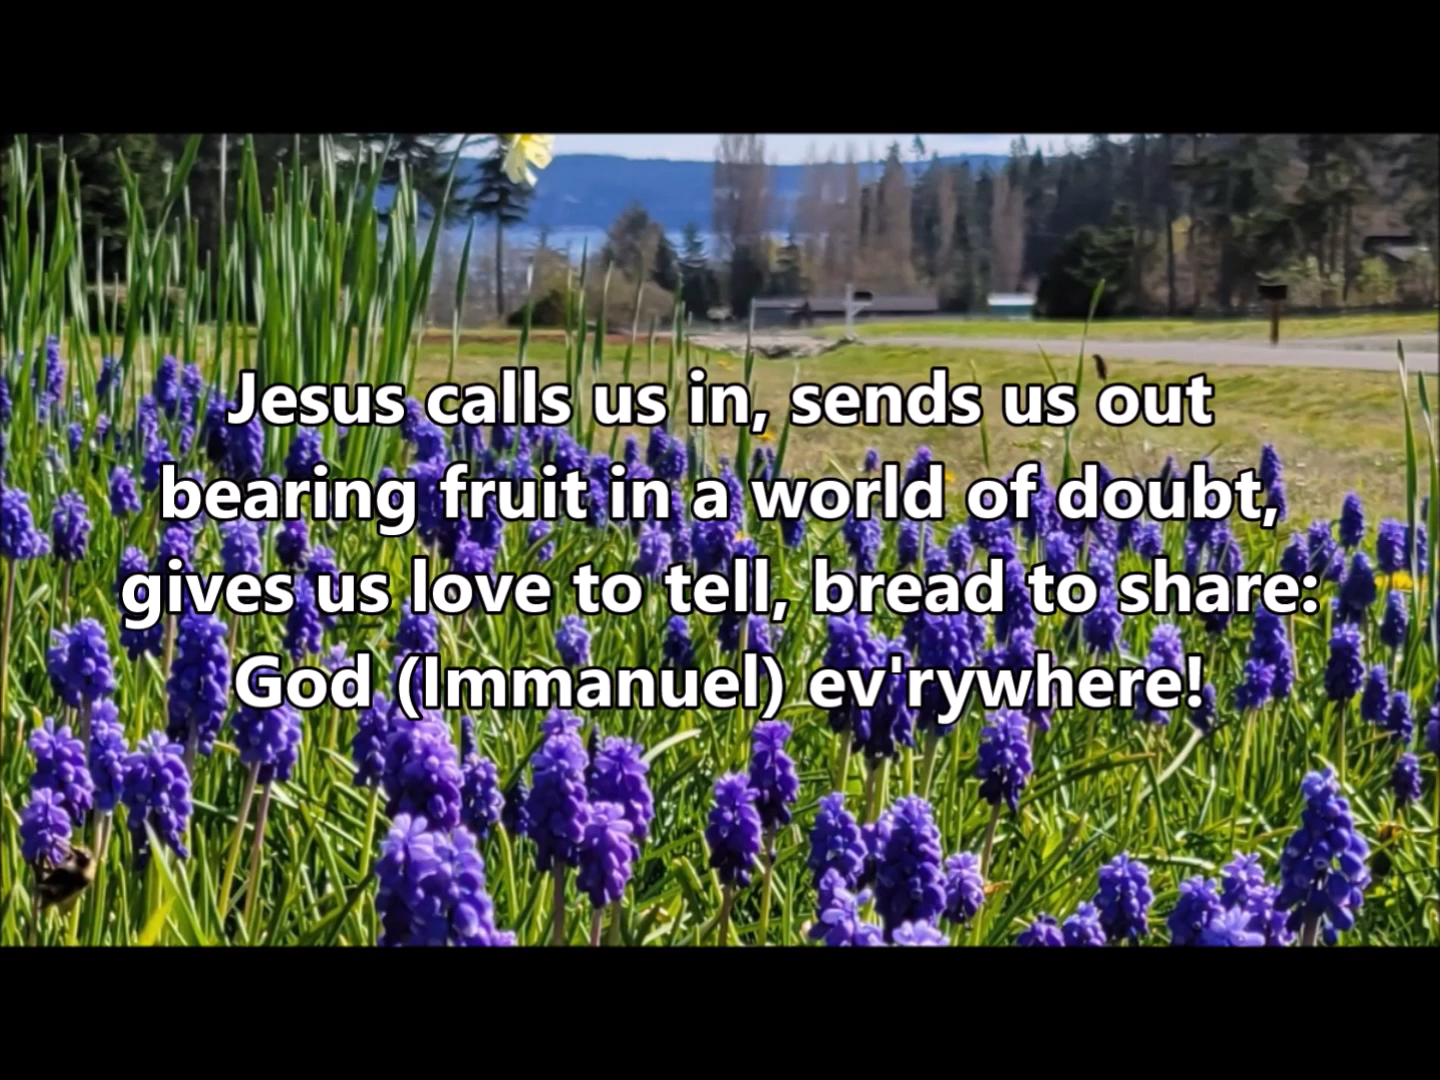 Jesus calls us in, sends us out
bearing fruit in a world of doubt,
gives us love to tell, bread to share:
God (Immanuel) ev'rywhere!